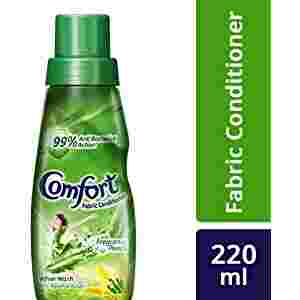 99% Anti Bacterial
Action*
Comfort
Fabric Conditioner
After Wash
Fabric Conditioner
220
ml